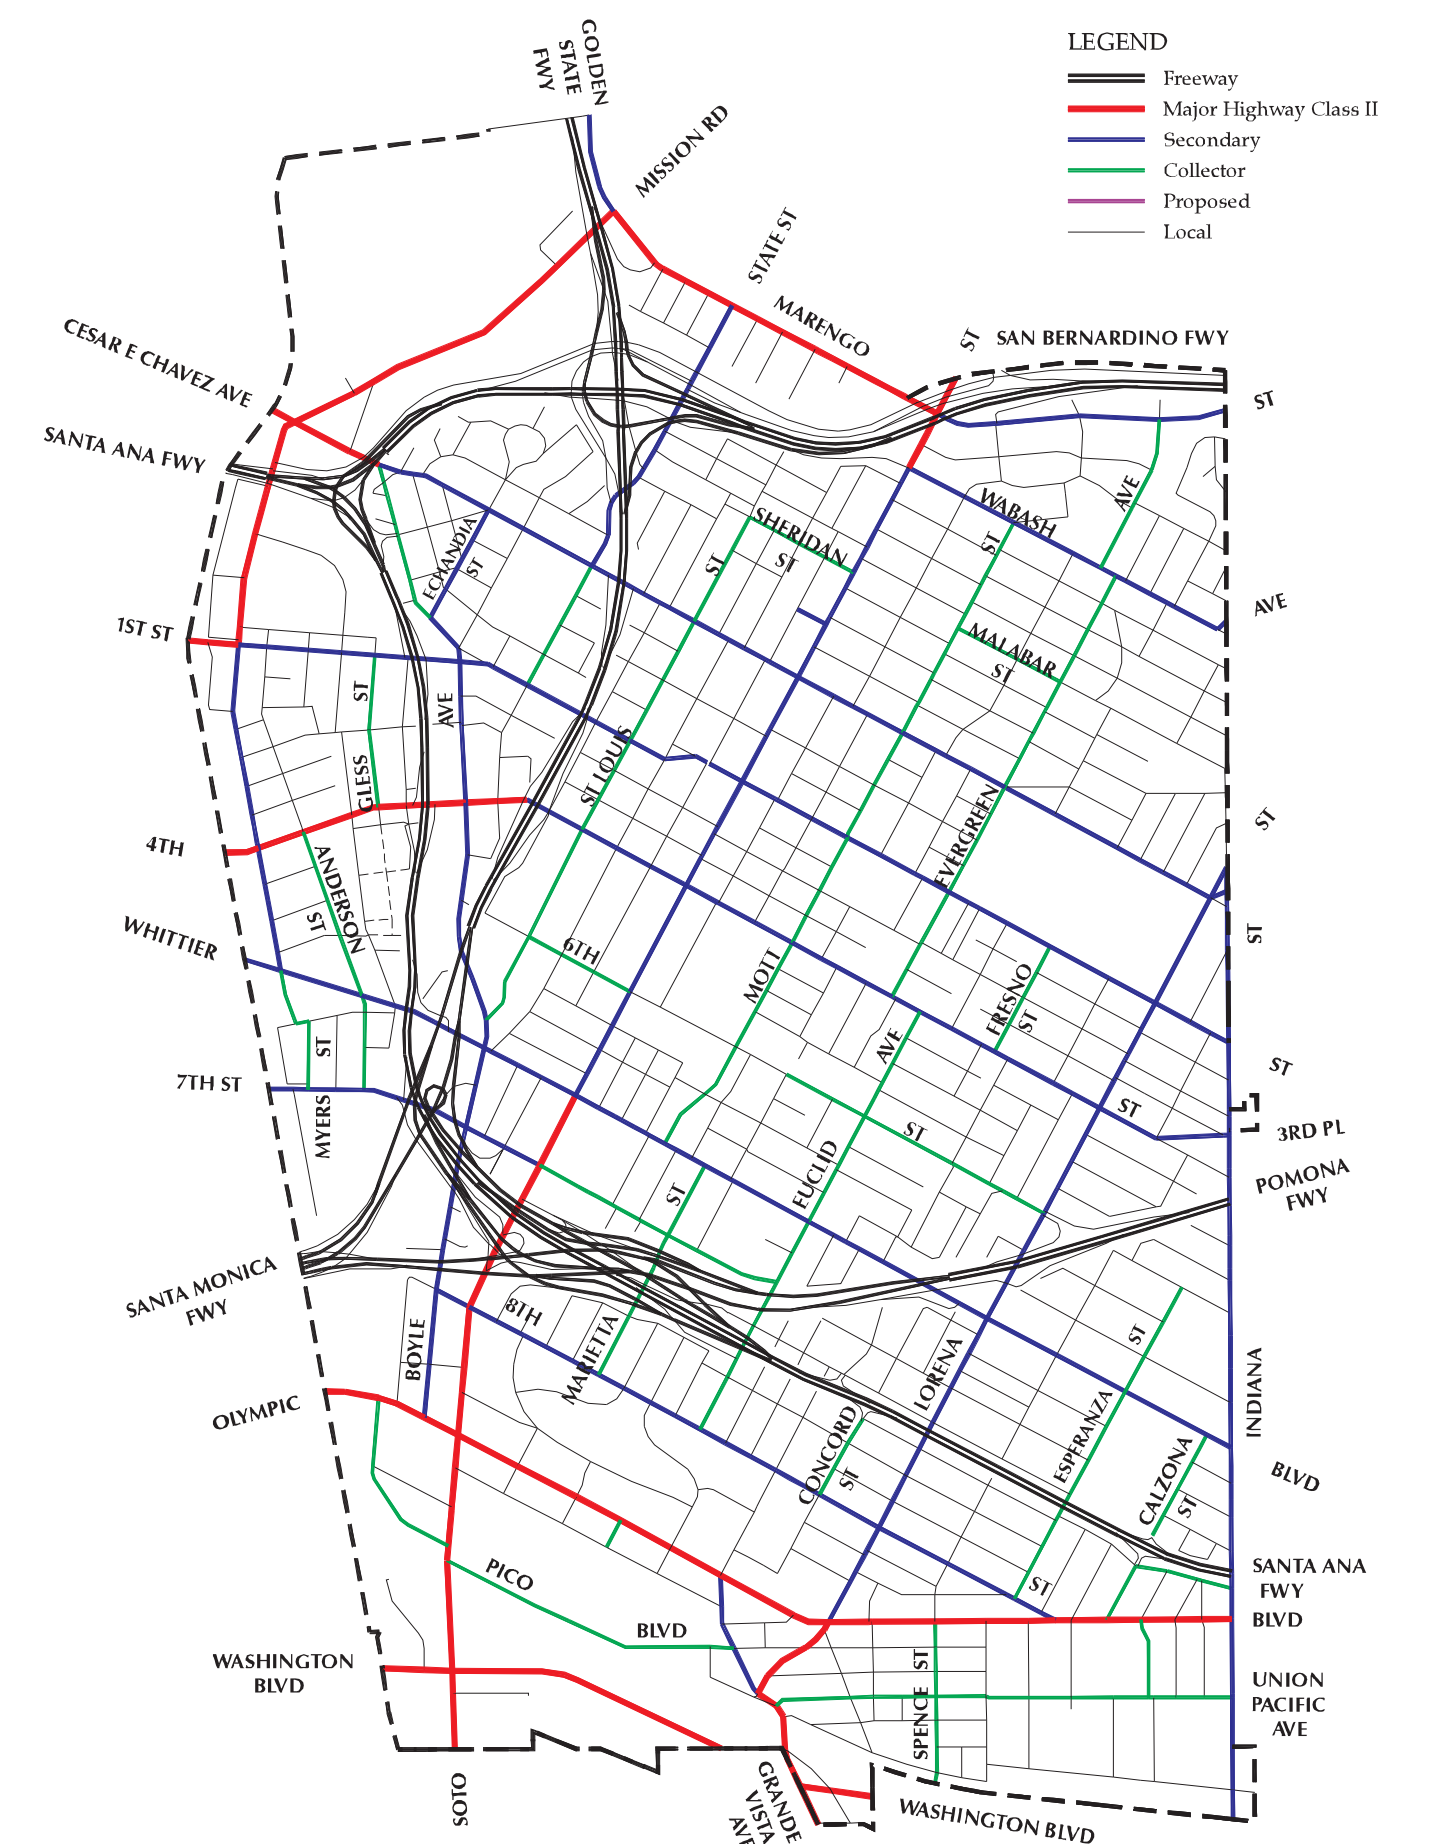 LEGEND
Freeway
Major Highway Class II
Secondary
Collector
Proposed
Local
GOLDEN
STATE
FWY
MISSION RD
STATE ST
MARENGO
ST
SAN BERNARDINO FWY
CESAR E CHAVEZ AVE
ST
SANTA ANA FWY
WABASH
AVE
SHERIDAN
ST
ECHANDIA
ST
ST
ST
AVE
1ST ST
MALABAR
ST
ST
AVE
ST LOUIS
GLESS
ST
4TH
EVERGREEN
ANDERSON
ST
WHITTIER
6TH
ST
MOTT
FRESNO
ST
AVE
ST
MYERS
ST
7TH ST
ST
3RD PL
ST
EUCLID
POMONA
FWY
ST
SANTA MONICA
FWY
8TH
MARIETTA
BOYLE
LORENA
ST
INDIANA
OLYMPIC
ESPERANZA
CONCORD
ST
CALZONA
ST
BLVD
PICO
ST
SANTA ANA
FWY
BLVD
BLVD
WASHINGTON
BLVD
SPENCE ST
UNION
PACIFIC
AVE
SOTO
GRANDE
VISTA
AVE
WASHINGTON BLVD